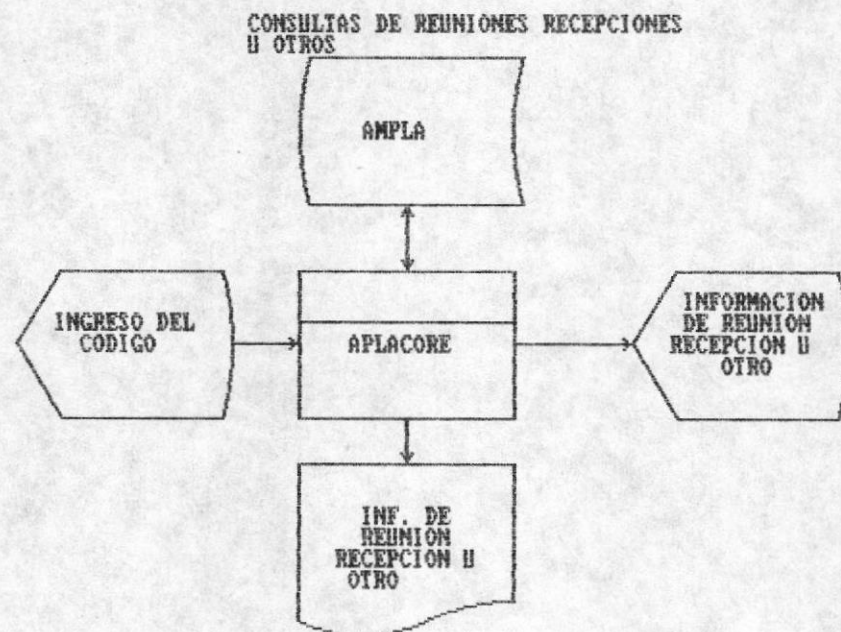 CONSULTAS DE REUNIONES RECEPCIONES
U OTROS
AMPLA
INGRESO DEL
CODIGO
APLACORE
INFORMACION
DE REUNION
RECEPCION U
OTRO
INF. DE
REUNION
RECEPCION U
OTRO